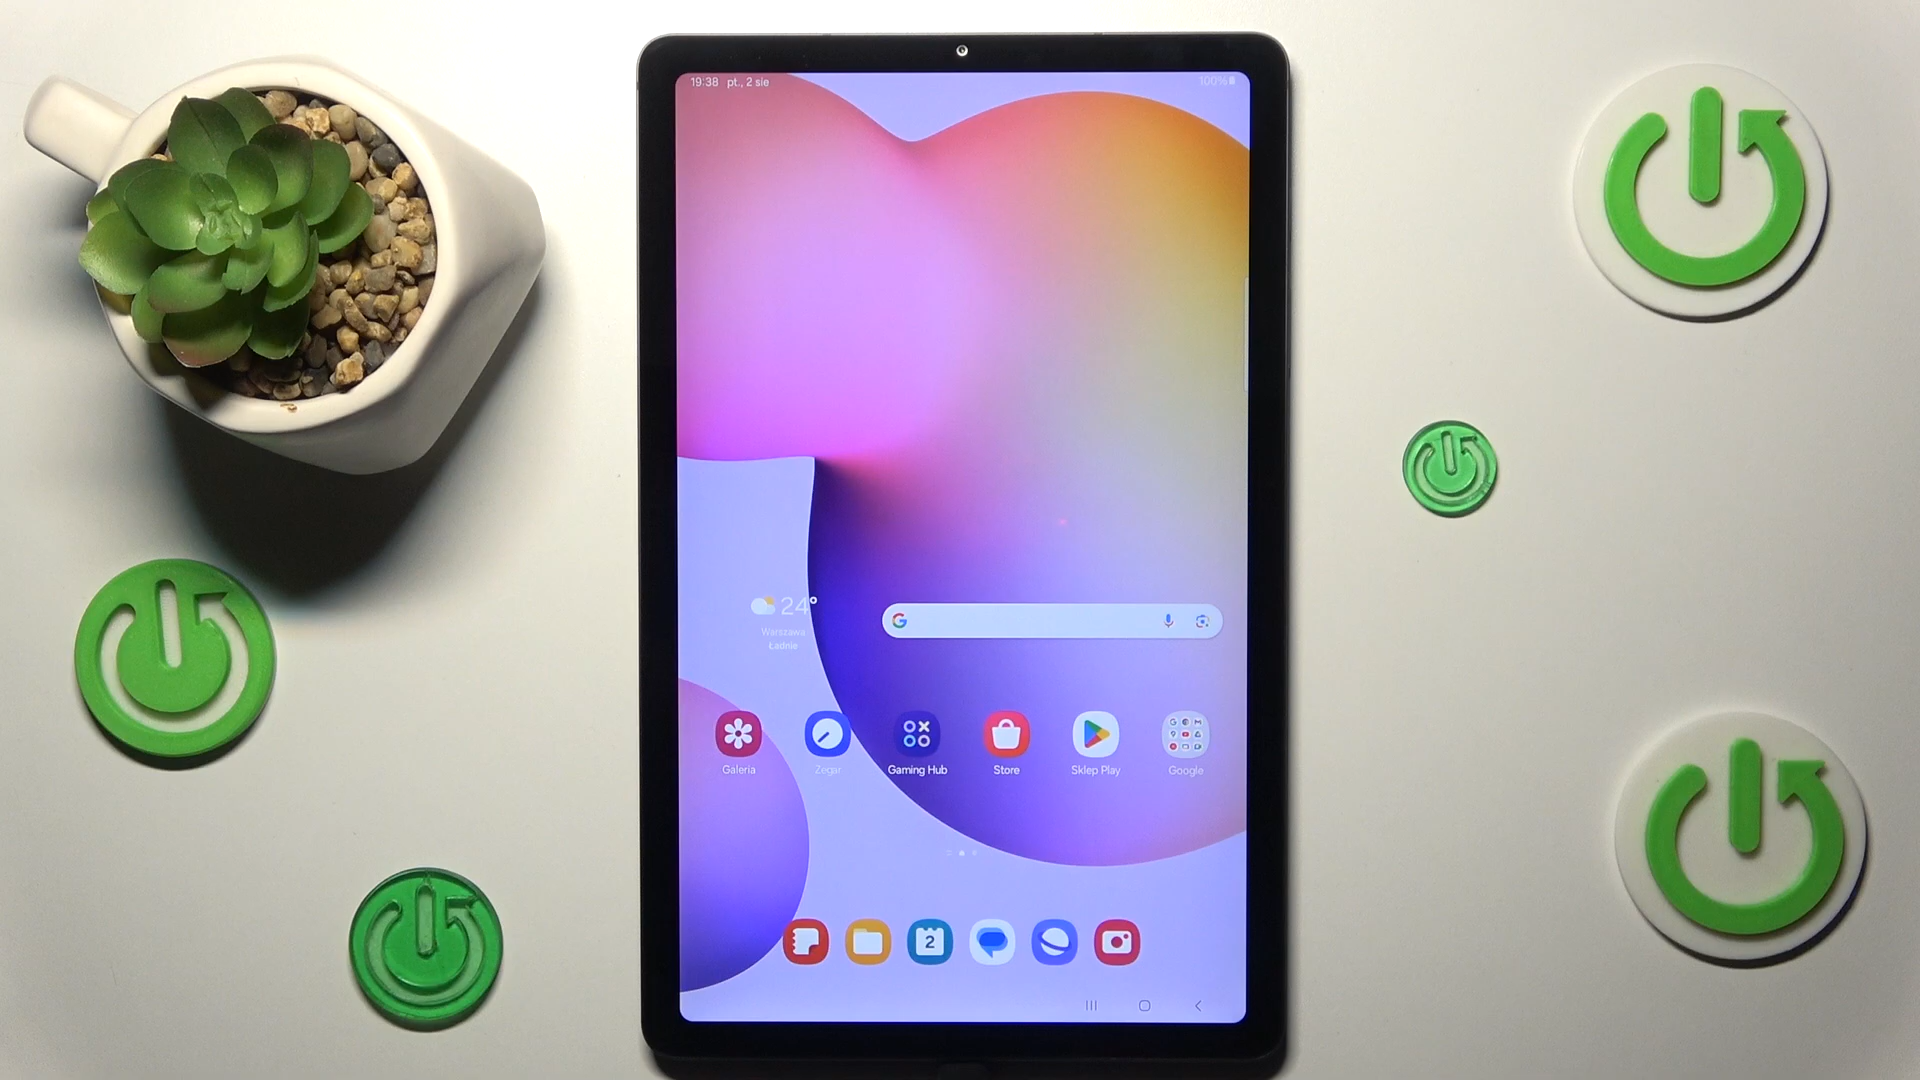 19:38 pt., 2 sie
100%
24°
Warszawa
Ładnie
Galeria
Zegar
Gaming Hub
Store
Sklep Play
Google
2